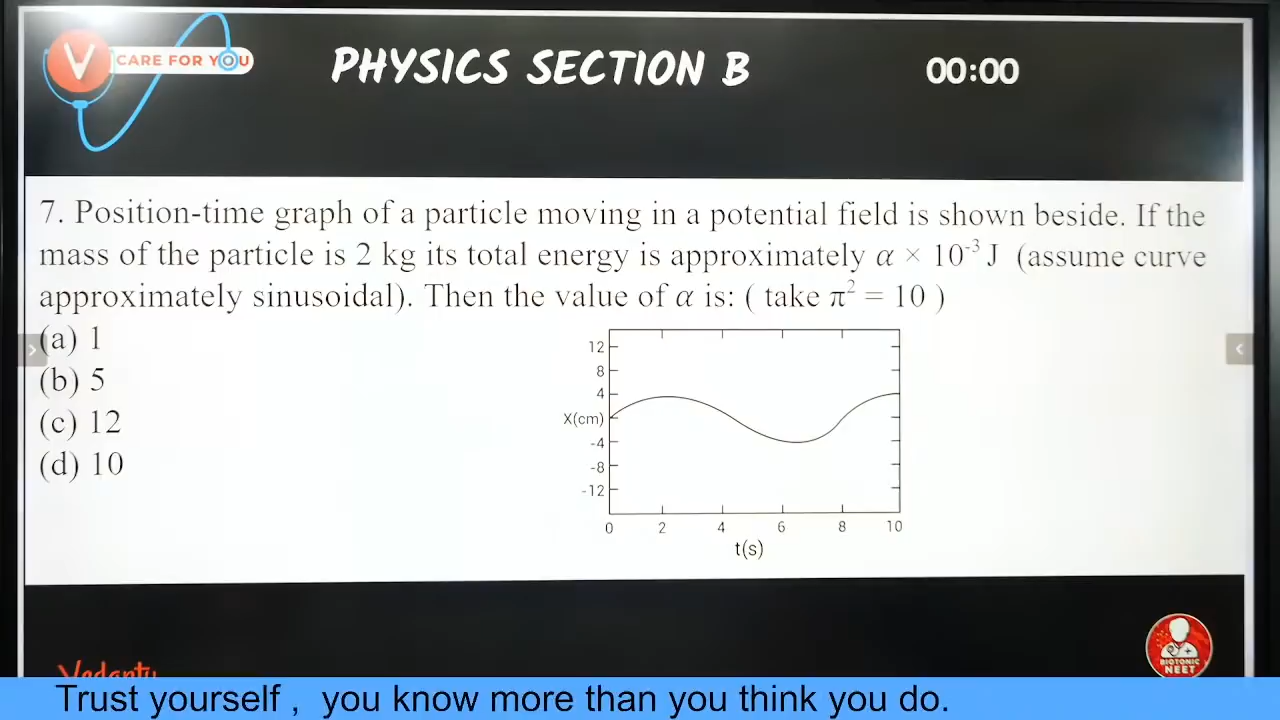 V
CARE FOR YOU
PHYSICS SECTION B
00:00
7. Position-time graph of a particle moving in a potential field is shown beside. If the
mass of the particle is 2 kg its total energy is approximately α × 10⁻³ J (assume curve
approximately sinusoidal). Then the value of α is: ( take π² = 10 )
(a) 1
(b) 5
(c) 12
(d) 10
12
8
4
X(cm)
-4
-8
-12
0 2 4 6 8 10
t(s)
Vedantu
BIOTONIC
NEET
Trust yourself , you know more than you think you do.